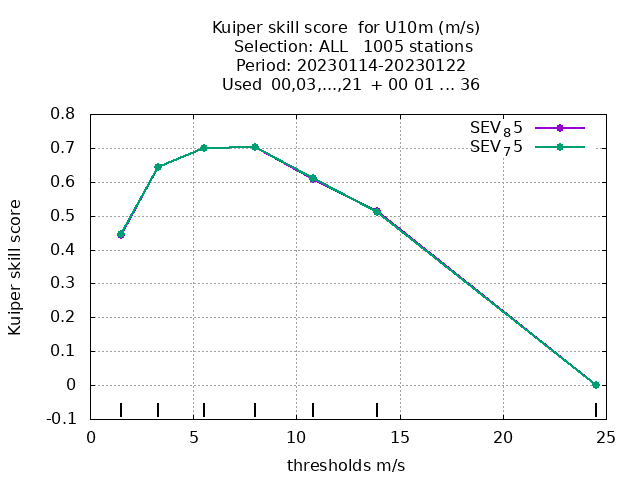 Kuiper skill score  for U10m (m/s)
Selection: ALL   1005 stations
Period: 20230114-20230122
Used  00,03,...,21  + 00 01 ... 36
SEV₈5
SEV₇5
0.8
0.7
0.6
0.5
0.4
0.3
0.2
0.1
0
-0.1
Kuiper skill score
0 5 10 15 20 25
thresholds m/s